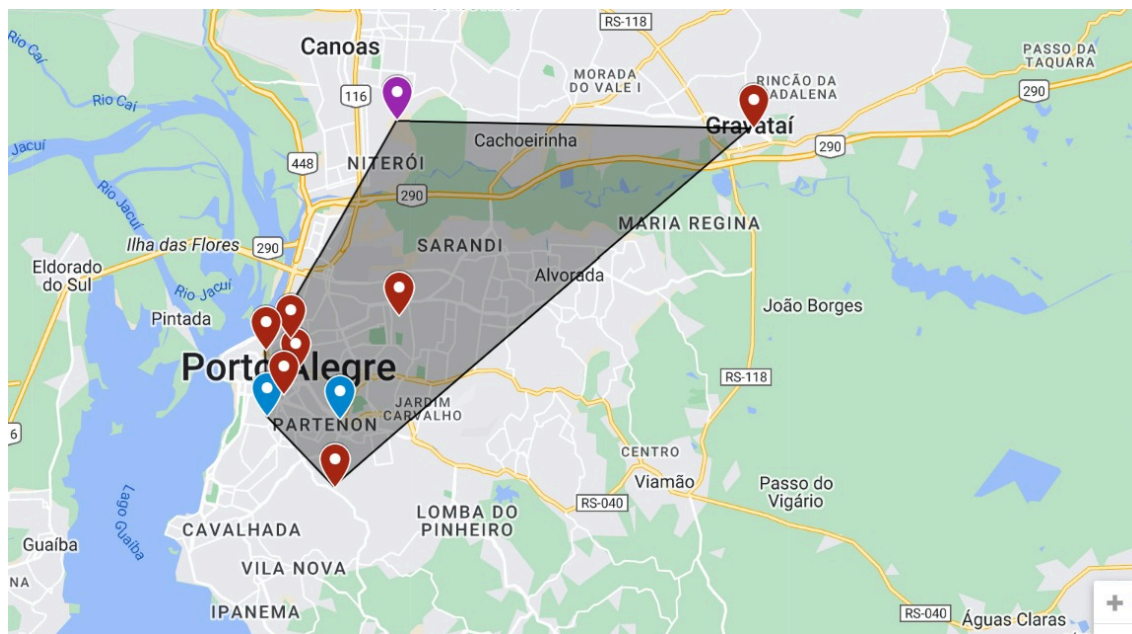 RS-118
Canoas
PASSO DA
TAQUARA
Rio Caí
MORADA
DO VALE I
RINCÃO DA
116
290
Rio Caí
Gravataí
Jacuí
Cachoeirinha
290
448
NITERÓI
Rio Jacuí
290
MARIA REGINA
Ilha das Flores
290
SARANDI
Eldorado
do Sul
Alvorada
Rio Jacuí
João Borges
Pintada
Porto Alegre
RS-118
JARDIM
CARVALHO
PARTENON
6
CENTRO
Viamão
Passo do
Vigário
Lago Guaíba
RS-040
LOMBA DO
PINHEIRO
CAVALHADA
Guaíba
VILA NOVA
NA
IPANEMA
RS-040
Águas Claras
+